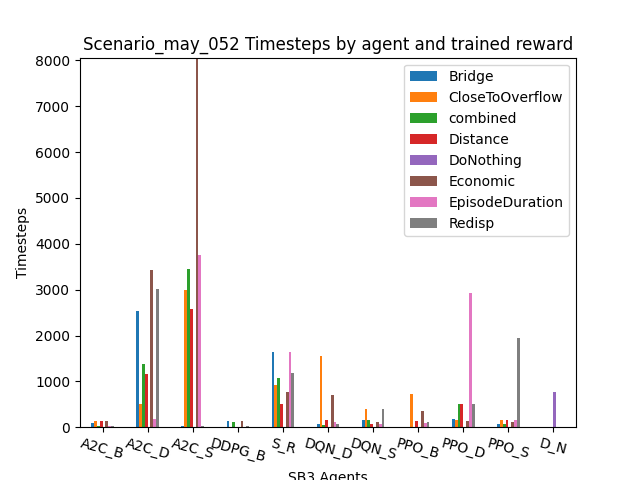 Scenario_may_052 Timesteps by agent and trained reward
8000
7000
6000
5000
4000
3000
2000
1000
0
Timesteps
Bridge
CloseToOverflow
combined
Distance
DoNothing
Economic
EpisodeDuration
Redisp
A2C_B
A2C_D
A2C_S
DDPG_B
S_R
DQN_D
DQN_S
PPO_B
PPO_D
PPO_S
D_N
SB3 Agents